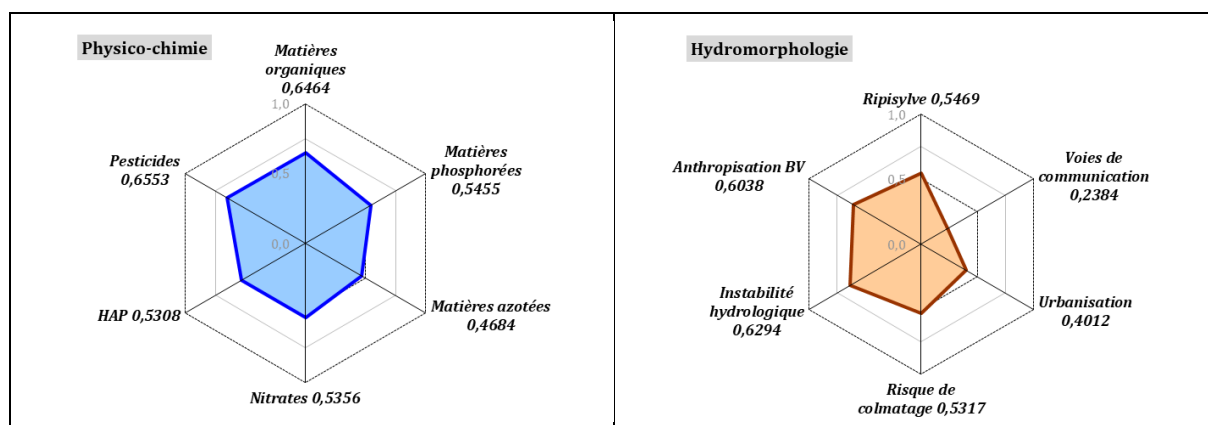 Physico-chimie
Matières
organiques
0,6464
1,0
Pesticides
0,6553
Matières
phosphorées
0,5455
0,5
0,0
HAP 0,5308
Matières azotées
0,4684
Nitrates 0,5356
Hydromorphologie
Ripisylve 0,5469
1,0
Anthropisation BV
0,6038
Voies de
communication
0,2384
0,5
0,0
Instabilité
hydrologique
0,6294
Urbanisation
0,4012
Risque de
colmatage 0,5317